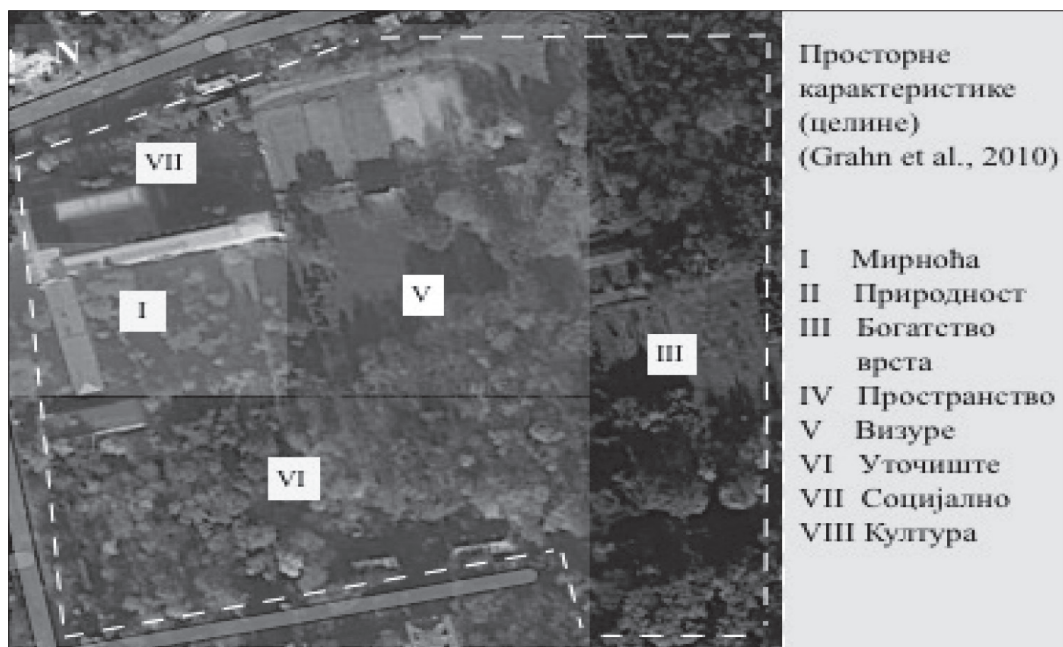 N
VII
I
V
III
VI
Просторне
карактеристике
(целине)
(Grahn et al., 2010)
I Мирноћа
II Природност
III Богатство
врста
IV Пространство
V Визуре
VI Уточиште
VII Социјално
VIII Култура